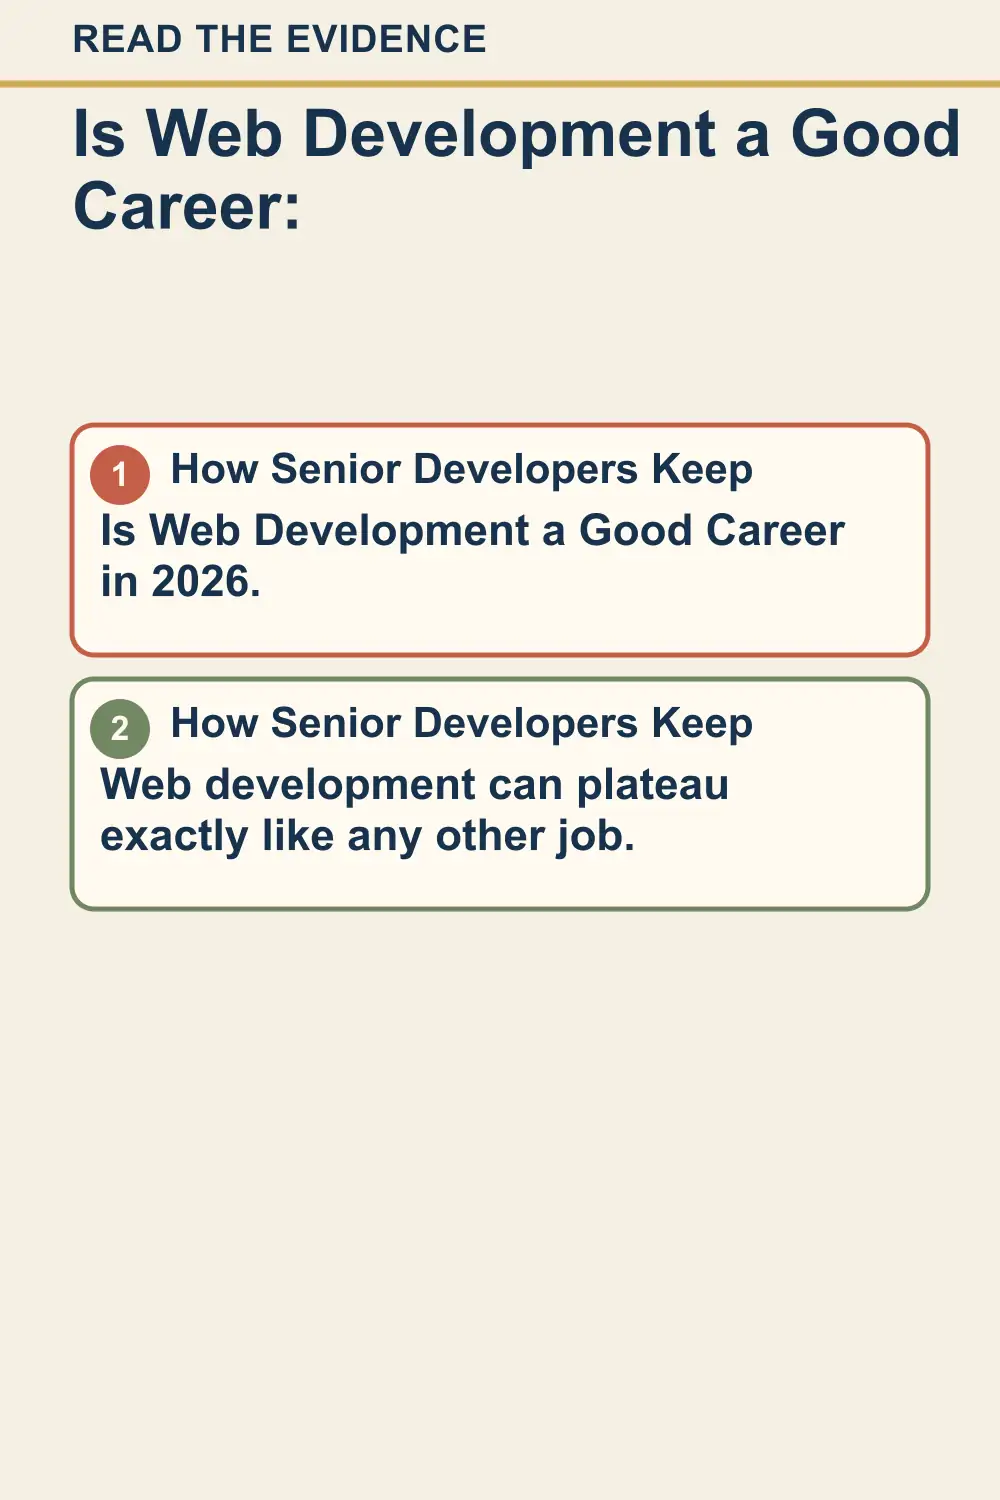 READ THE EVIDENCE
Is Web Development a Good
Career:
1 How Senior Developers Keep
Is Web Development a Good Career
in 2026.
2 How Senior Developers Keep
Web development can plateau
exactly like any other job.